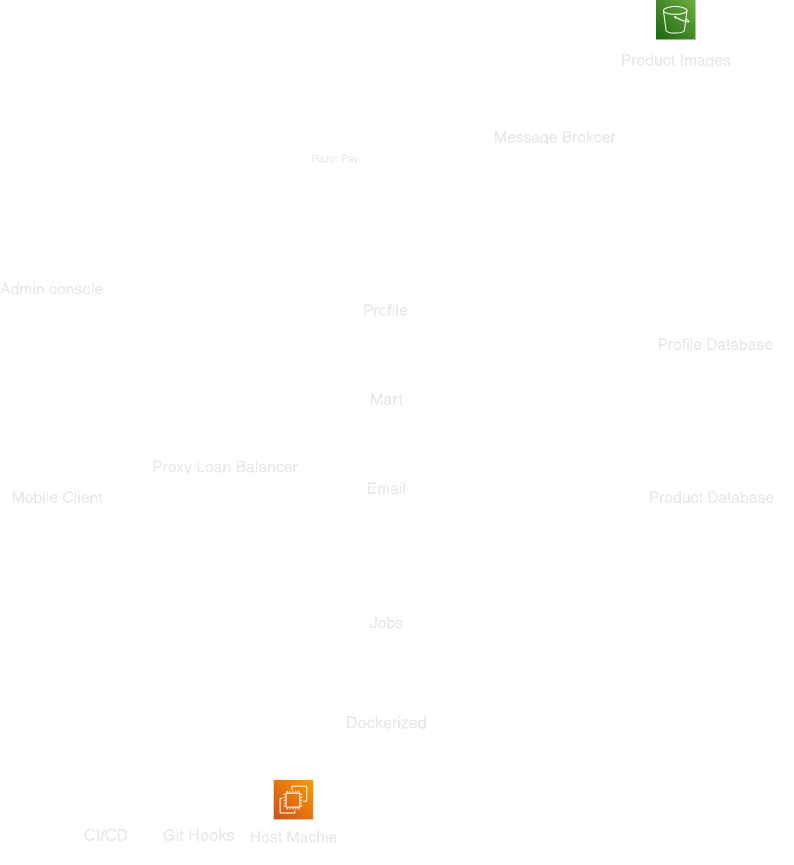 Product Images
Message Brokcer
Razor Pay
Admin console
Profile
Profile Database
Mart
Proxy Loan Balancer
Email
Mobile Client
Product Database
Jobs
Dockerized
CI/CD
Git Hooks
Host Machie